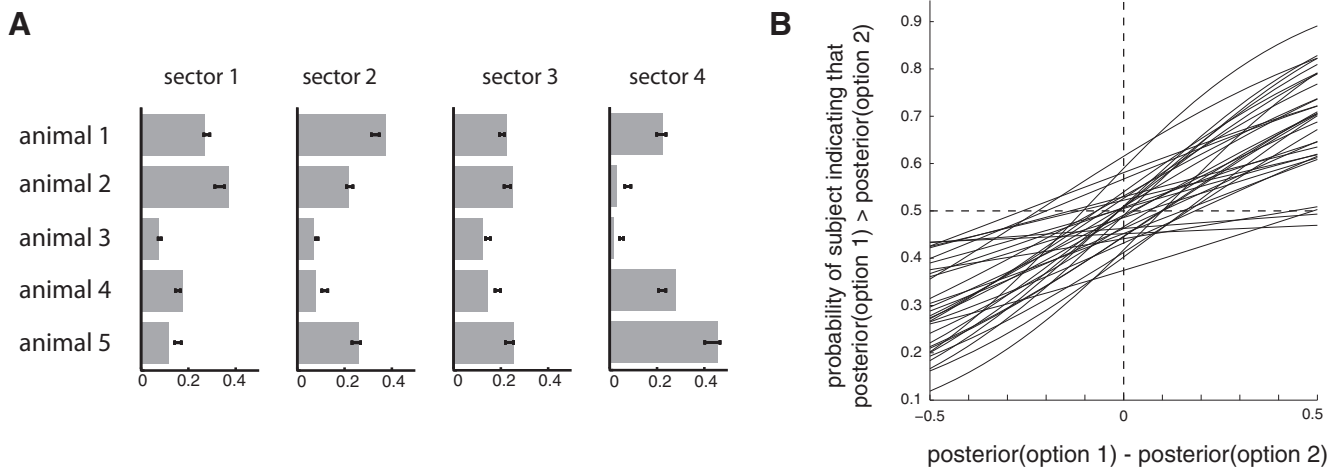 A
sector 1 sector 2 sector 3 sector 4
animal 1
animal 2
animal 3
animal 4
animal 5
0 0.2 0.4 0 0.2 0.4 0 0.2 0.4 0 0.2 0.4
B
probability of subject indicating that
posterior(option 1) > posterior(option 2)
0.9
0.8
0.7
0.6
0.5
0.4
0.3
0.2
0.1
−0.5 0 0.5
posterior(option 1) - posterior(option 2)